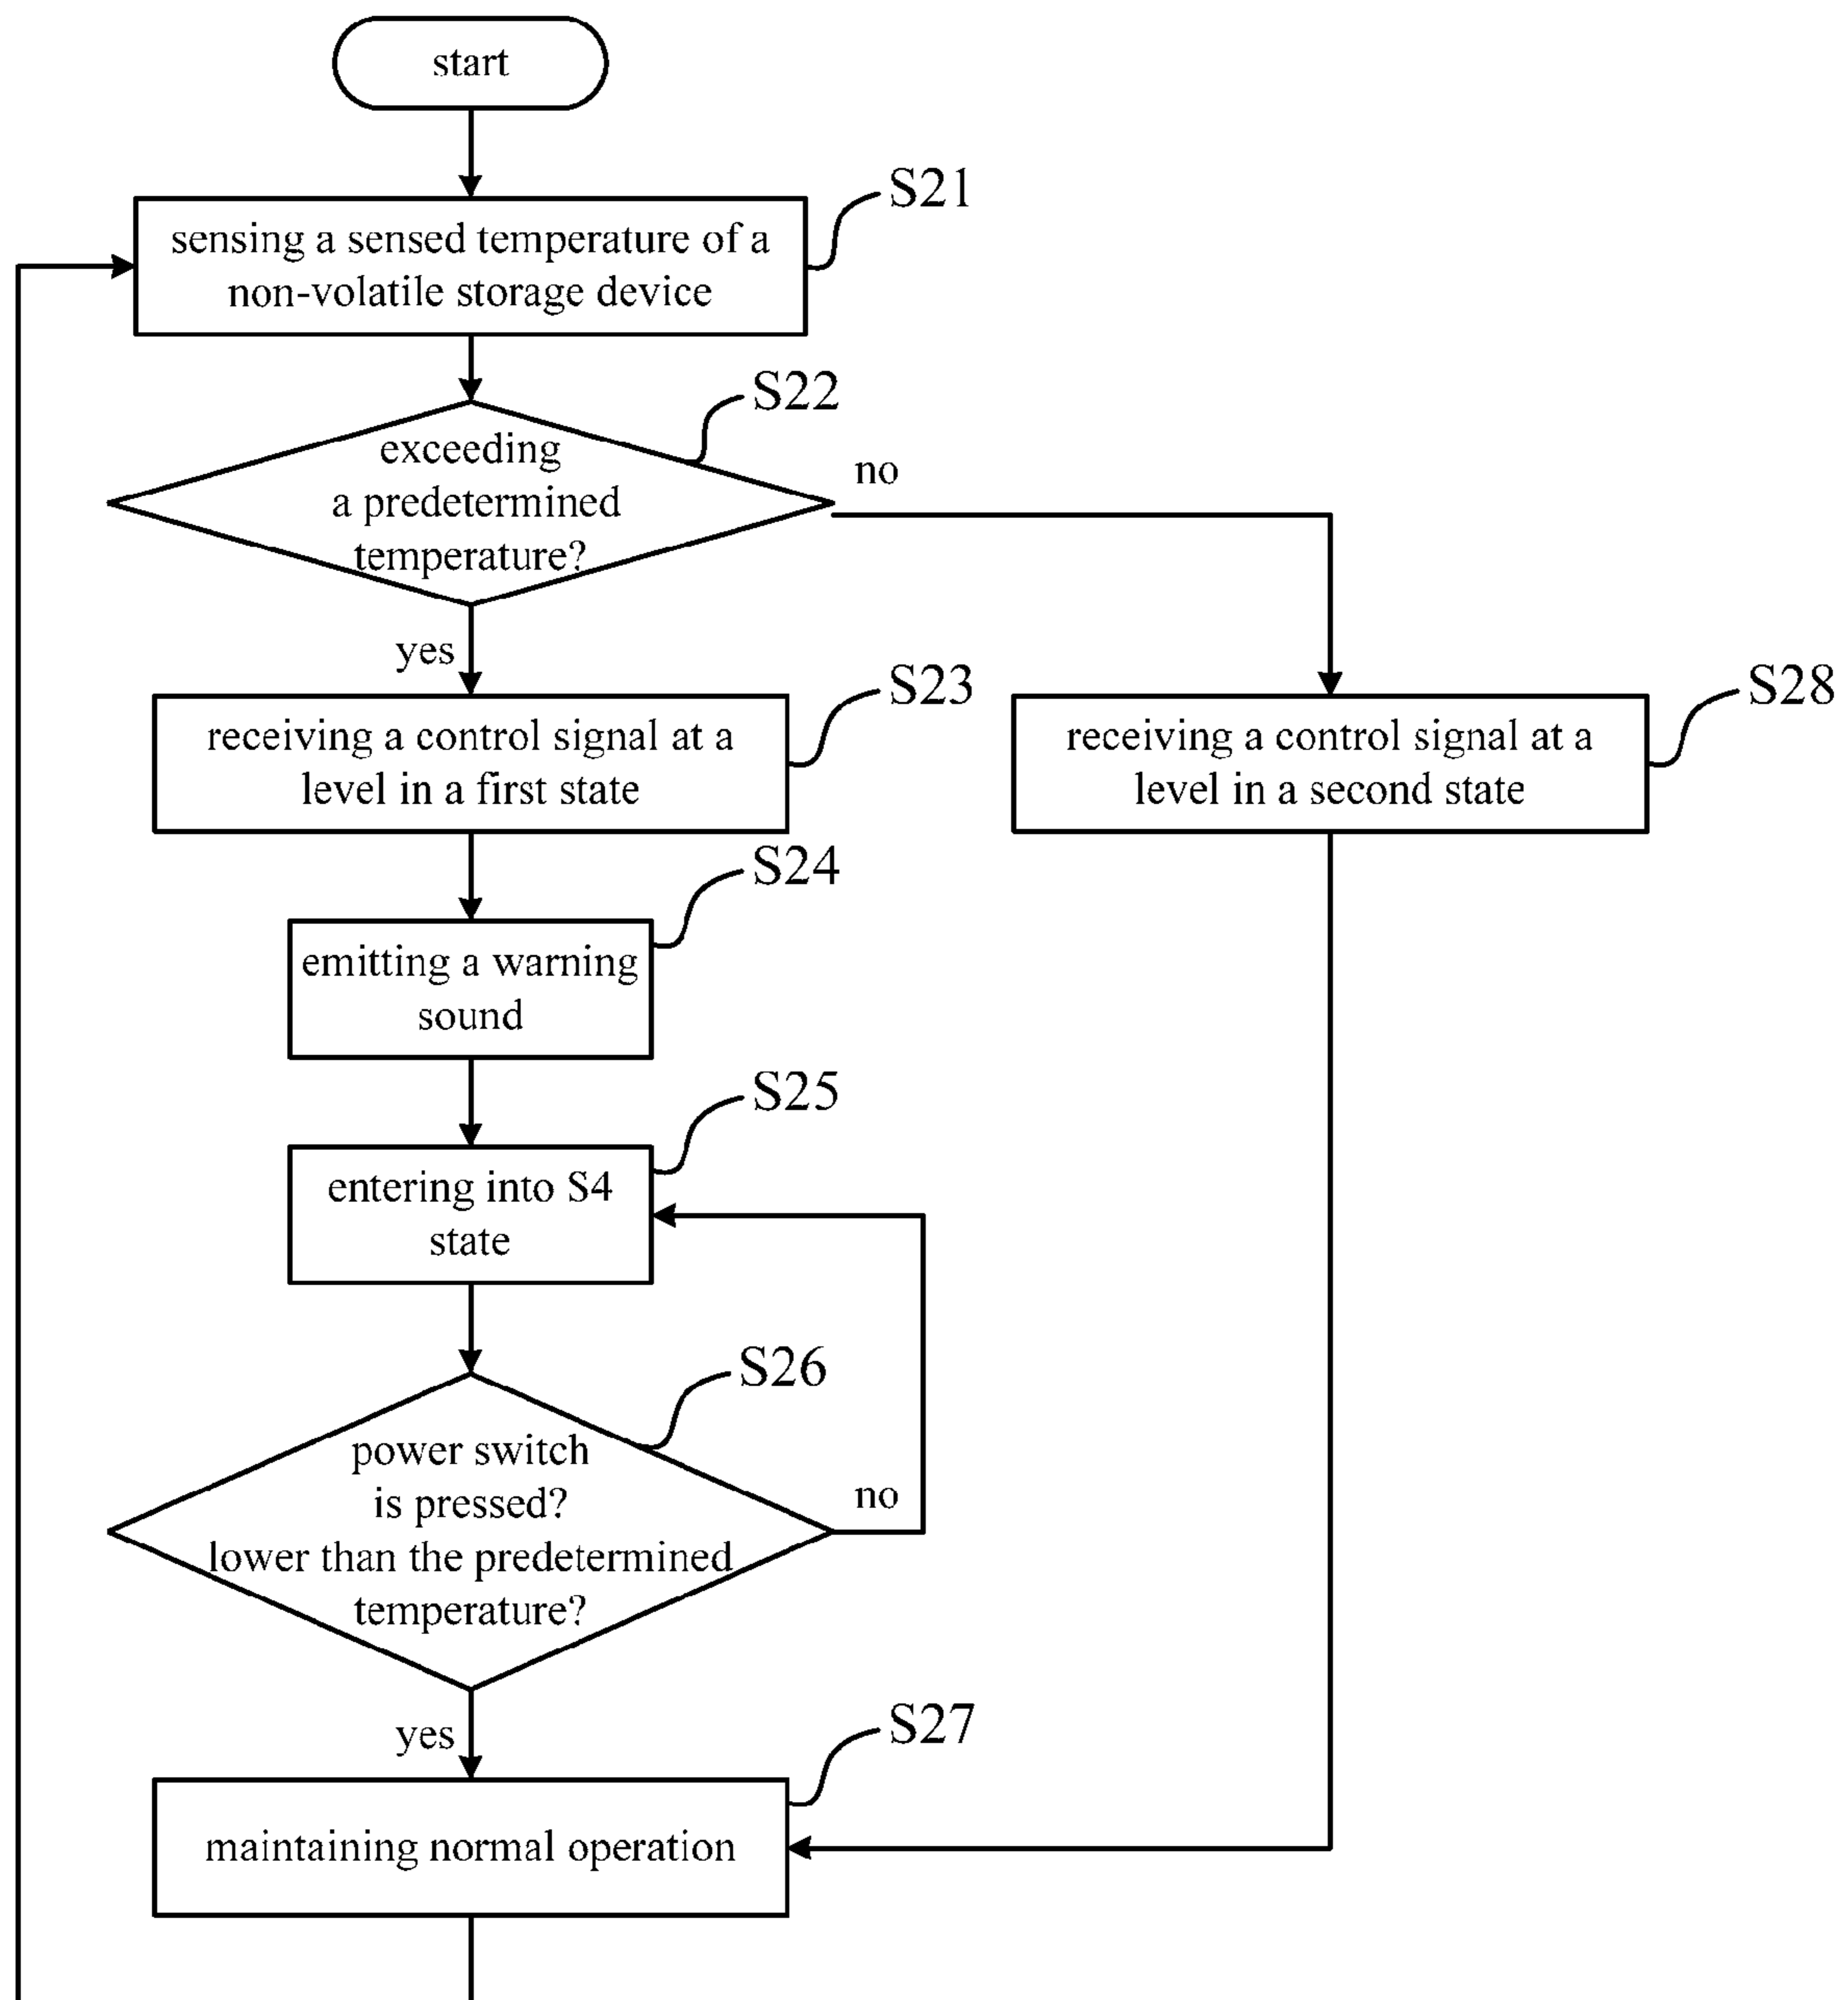 start
S21
sensing a sensed temperature of a
non-volatile storage device
S22
exceeding
a predetermined
temperature?
no
yes
S23
receiving a control signal at a
level in a first state
S28
receiving a control signal at a
level in a second state
S24
emitting a warning
sound
S25
entering into S4
state
S26
power switch
is pressed?
lower than the predetermined
temperature?
no
yes
S27
maintaining normal operation